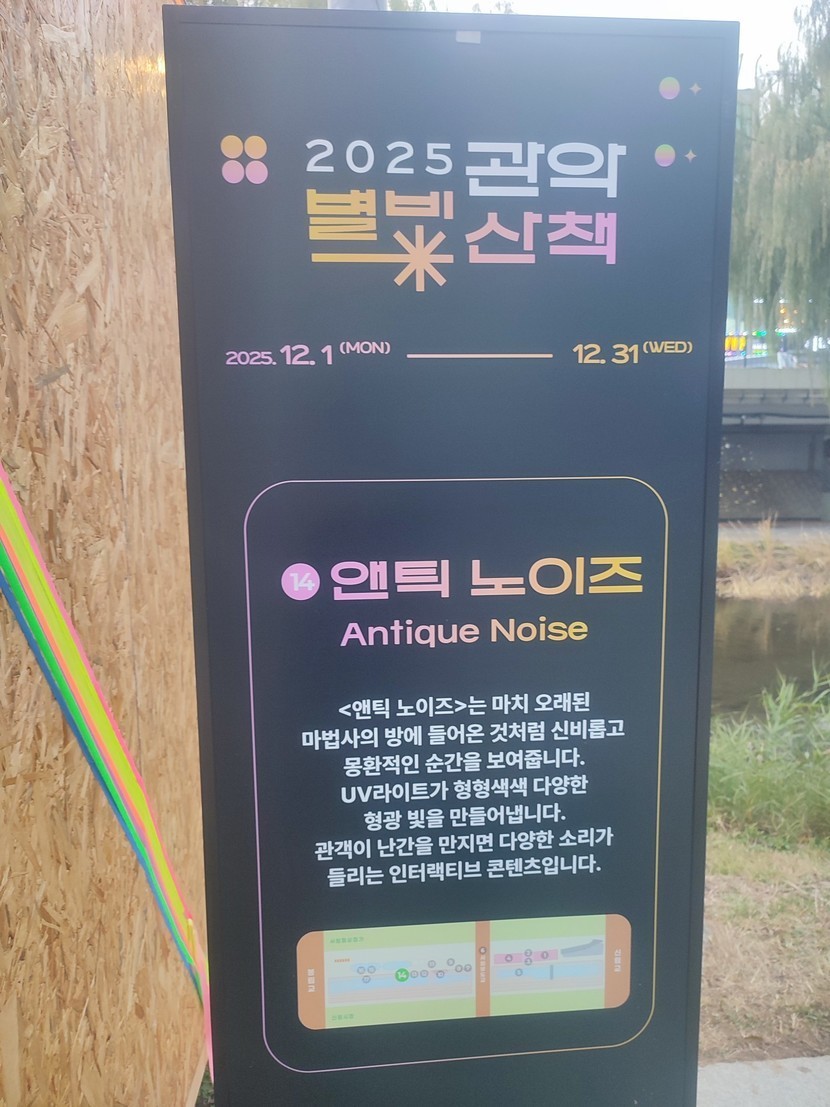 2025 관악
별빛 산책
2025. 12. 1 (MON) 12. 31 (WED)
14 앤틱 노이즈
Antique Noise
<앤틱 노이즈>는 마치 오래된
마법사의 방에 들어온 것처럼 신비롭고
몽환적인 순간을 보여줍니다.
UV라이트가 형형색색 다양한
형광 빛을 만들어냅니다.
관객이 난간을 만지면 다양한 소리가
들리는 인터랙티브 콘텐츠입니다.
14